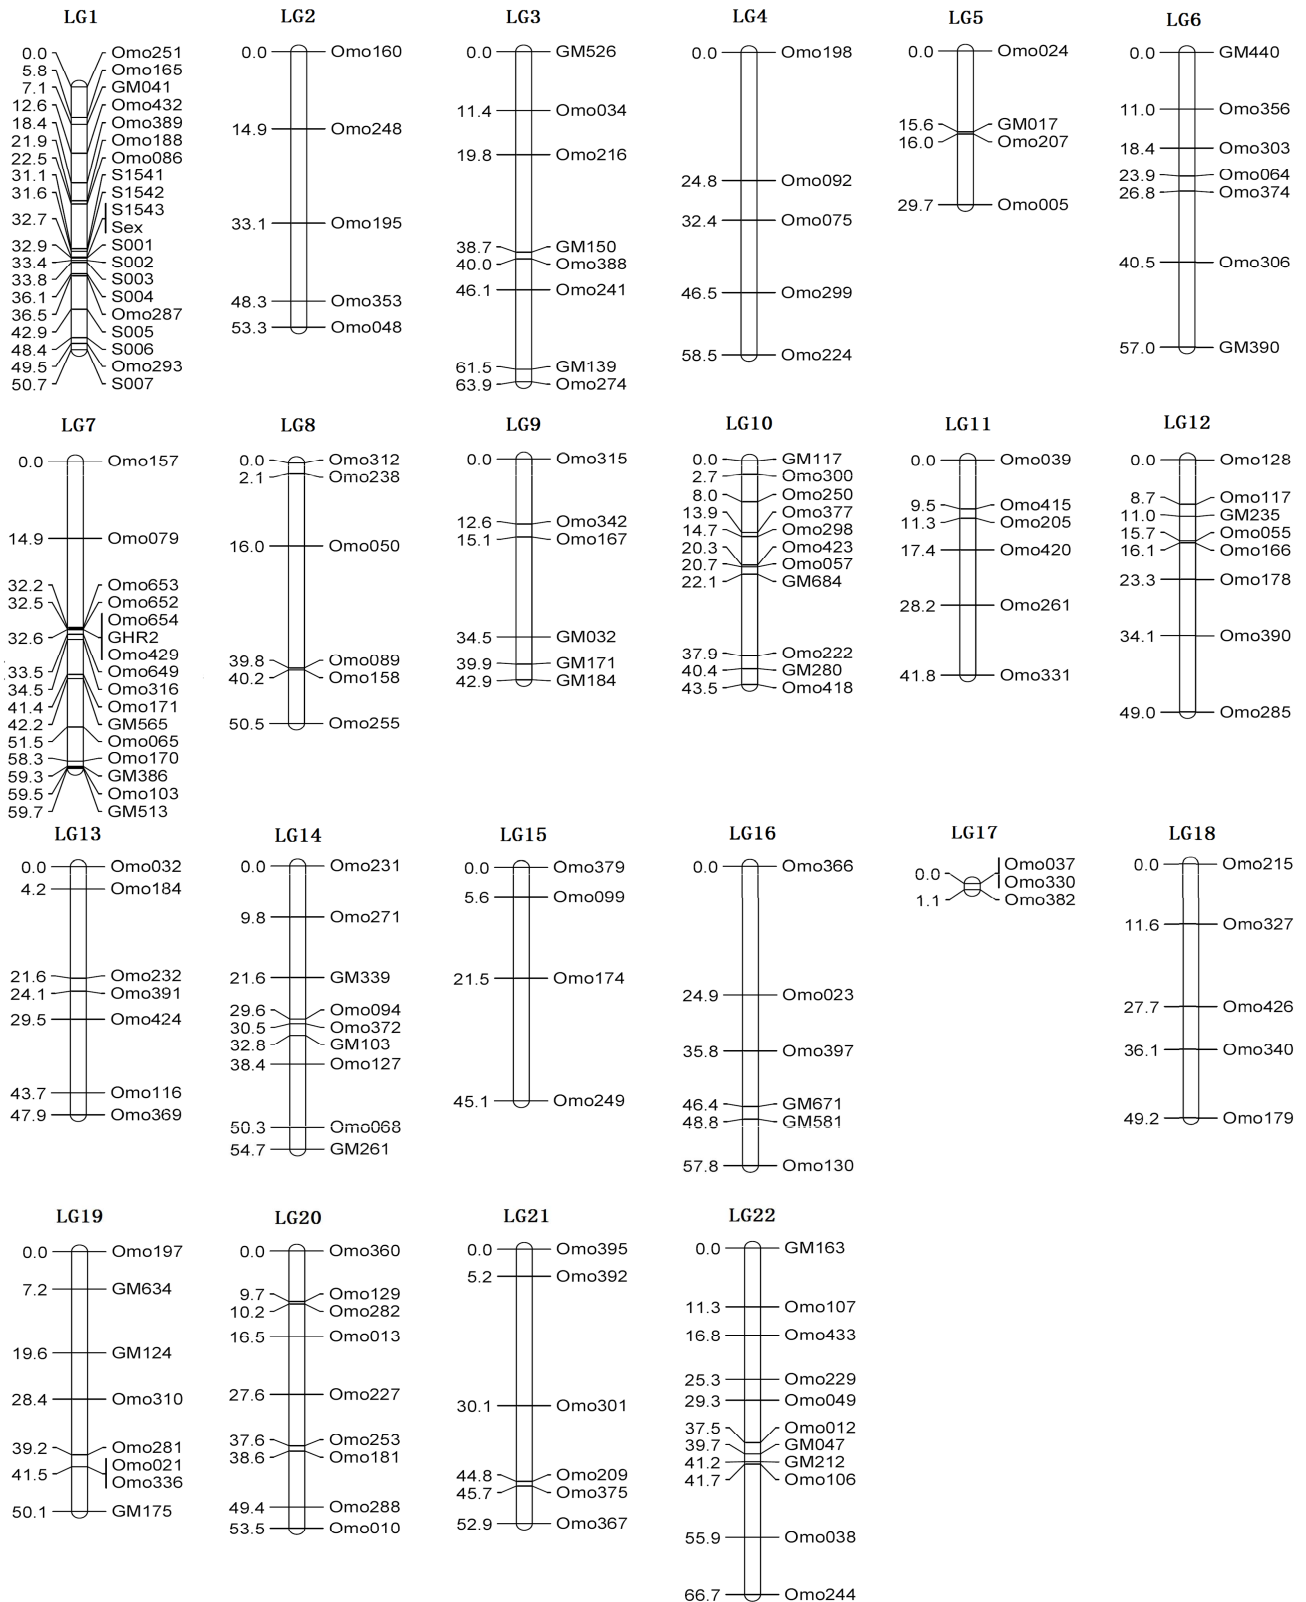 LG1
0.0 Omo251
5.8 Omo165
7.1 GM041
12.6 Omo432
18.4 Omo389
21.9 Omo188
22.5 Omo086
31.1 S1541
31.6 S1542
32.7 S1543
Sex
32.9 S001
33.4 S002
33.8 S003
36.1 S004
36.5 Omo287
42.9 S005
48.4 S006
49.5 Omo293
50.7 S007
LG2
0.0 Omo160
14.9 Omo248
33.1 Omo195
48.3 Omo353
53.3 Omo048
LG3
0.0 GM526
11.4 Omo034
19.8 Omo216
38.7 GM150
40.0 Omo388
46.1 Omo241
61.5 GM139
63.9 Omo274
LG4
0.0 Omo198
24.8 Omo092
32.4 Omo075
46.5 Omo299
58.5 Omo224
LG5
0.0 Omo024
15.6 GM017
16.0 Omo207
29.7 Omo005
LG6
0.0 GM440
11.0 Omo356
18.4 Omo303
23.9 Omo064
26.8 Omo374
40.5 Omo306
57.0 GM390
LG7
0.0 Omo157
14.9 Omo079
32.2 Omo653
32.5 Omo652
Omo654
32.6 GHR2
Omo429
33.5 Omo649
34.5 Omo316
41.4 Omo171
42.2 GM565
51.5 Omo065
58.3 Omo170
59.3 GM386
59.5 Omo103
59.7 GM513
LG8
0.0 Omo312
2.1 Omo238
16.0 Omo050
39.8 Omo089
40.2 Omo158
50.5 Omo255
LG9
0.0 Omo315
12.6 Omo342
15.1 Omo167
34.5 GM032
39.9 GM171
42.9 GM184
LG10
0.0 GM117
2.7 Omo300
8.0 Omo250
13.9 Omo377
14.7 Omo298
20.3 Omo423
20.7 Omo057
22.1 GM684
37.9 Omo222
40.4 GM280
43.5 Omo418
LG11
0.0 Omo039
9.5 Omo415
11.3 Omo205
17.4 Omo420
28.2 Omo261
41.8 Omo331
LG12
0.0 Omo128
8.7 Omo117
11.0 GM235
15.7 Omo055
16.1 Omo166
23.3 Omo178
34.1 Omo390
49.0 Omo285
LG13
0.0 Omo032
4.2 Omo184
21.6 Omo232
24.1 Omo391
29.5 Omo424
43.7 Omo116
47.9 Omo369
LG14
0.0 Omo231
9.8 Omo271
21.6 GM339
29.6 Omo094
30.5 Omo372
32.8 GM103
38.4 Omo127
50.3 Omo068
54.7 GM261
LG15
0.0 Omo379
5.6 Omo099
21.5 Omo174
45.1 Omo249
LG16
0.0 Omo366
24.9 Omo023
35.8 Omo397
46.4 GM671
48.8 GM581
57.8 Omo130
LG17
0.0 Omo037
Omo330
1.1 Omo382
LG18
0.0 Omo215
11.6 Omo327
27.7 Omo426
36.1 Omo340
49.2 Omo179
LG19
0.0 Omo197
7.2 GM634
19.6 GM124
28.4 Omo310
39.2 Omo281
41.5 Omo021
Omo336
50.1 GM175
LG20
0.0 Omo360
9.7 Omo129
10.2 Omo282
16.5 Omo013
27.6 Omo227
37.6 Omo253
38.6 Omo181
49.4 Omo288
53.5 Omo010
LG21
0.0 Omo395
5.2 Omo392
30.1 Omo301
44.8 Omo209
45.7 Omo375
52.9 Omo367
LG22
0.0 GM163
11.3 Omo107
16.8 Omo433
25.3 Omo229
29.3 Omo049
37.5 Omo012
39.7 GM047
41.2 GM212
41.7 Omo106
55.9 Omo038
66.7 Omo244